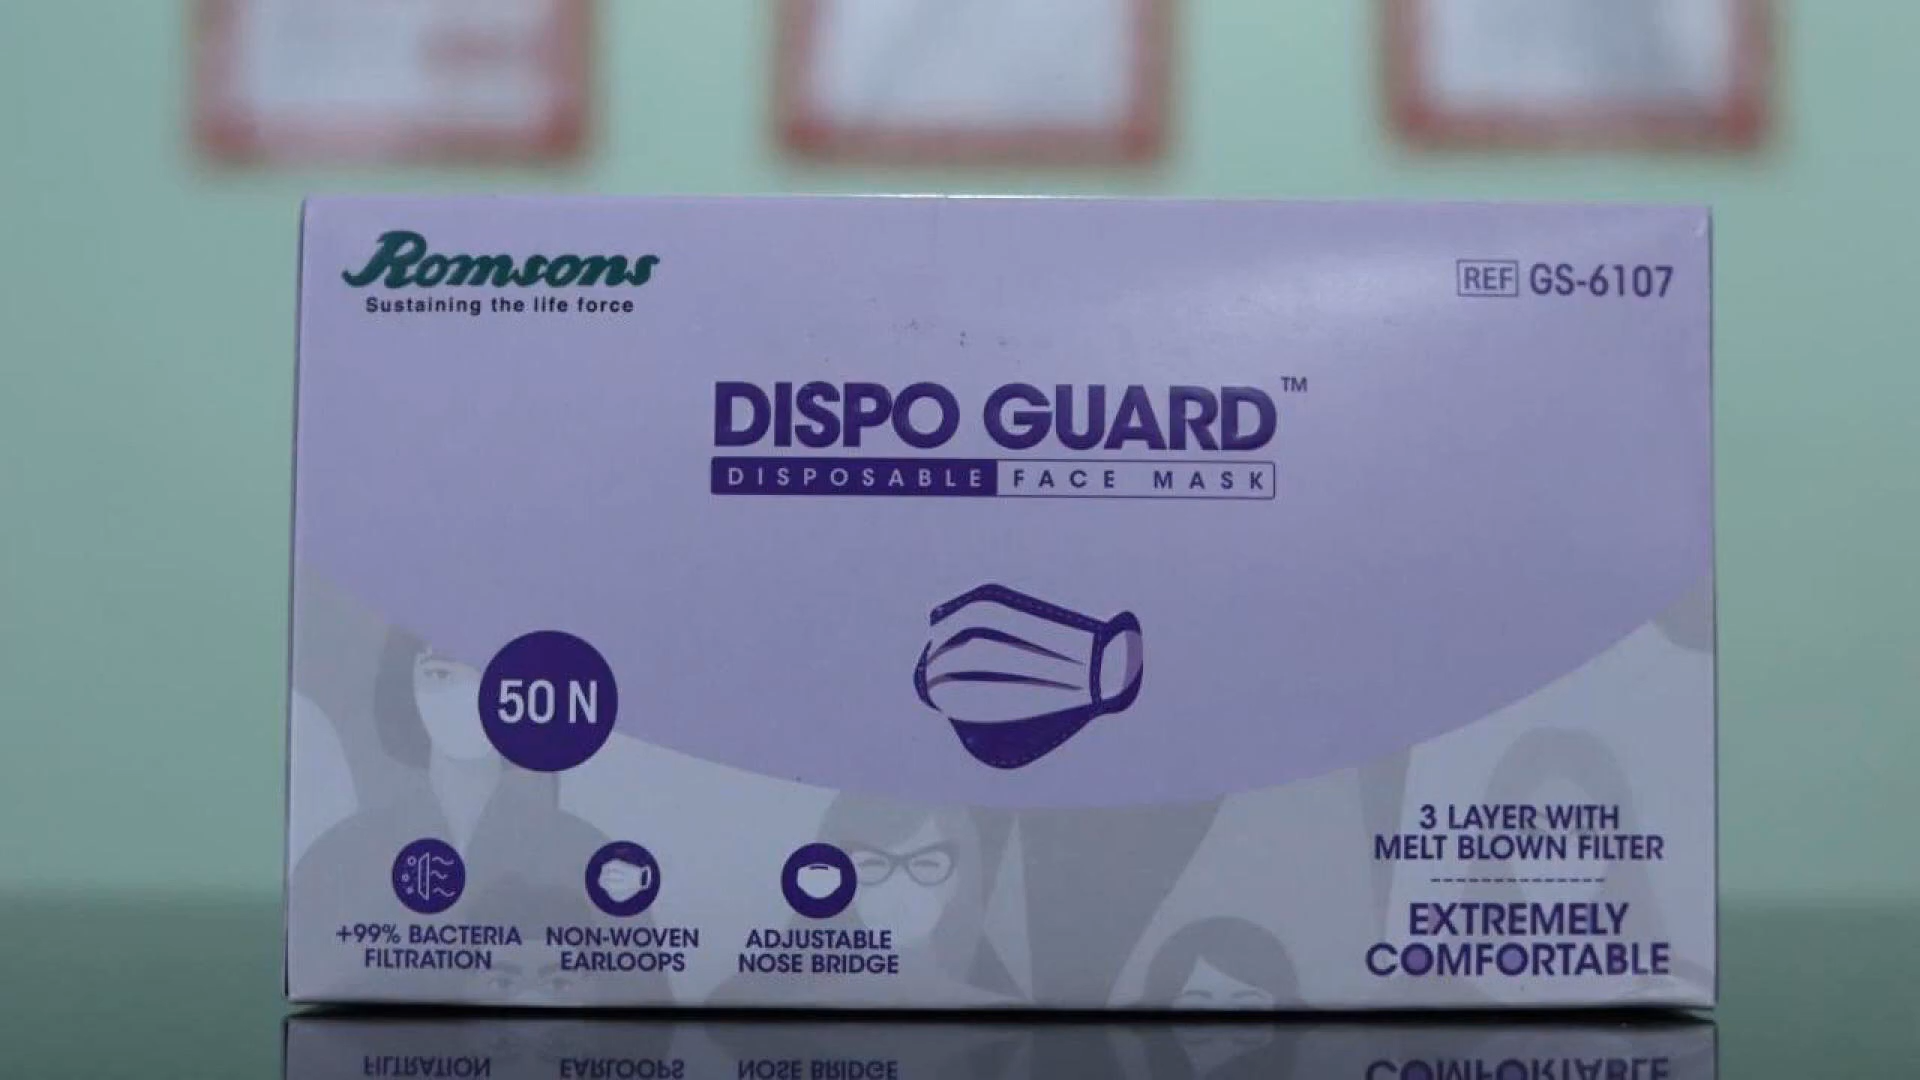 Romsons
Sustaining the life force
REF GS-6107
DISPO GUARD™
DISPOSABLE FACE MASK
50 N
3 LAYER WITH
MELT BLOWN FILTER
EXTREMELY
COMFORTABLE
+99% BACTERIA
FILTRATION
NON-WOVEN
EARLOOPS
ADJUSTABLE
NOSE BRIDGE